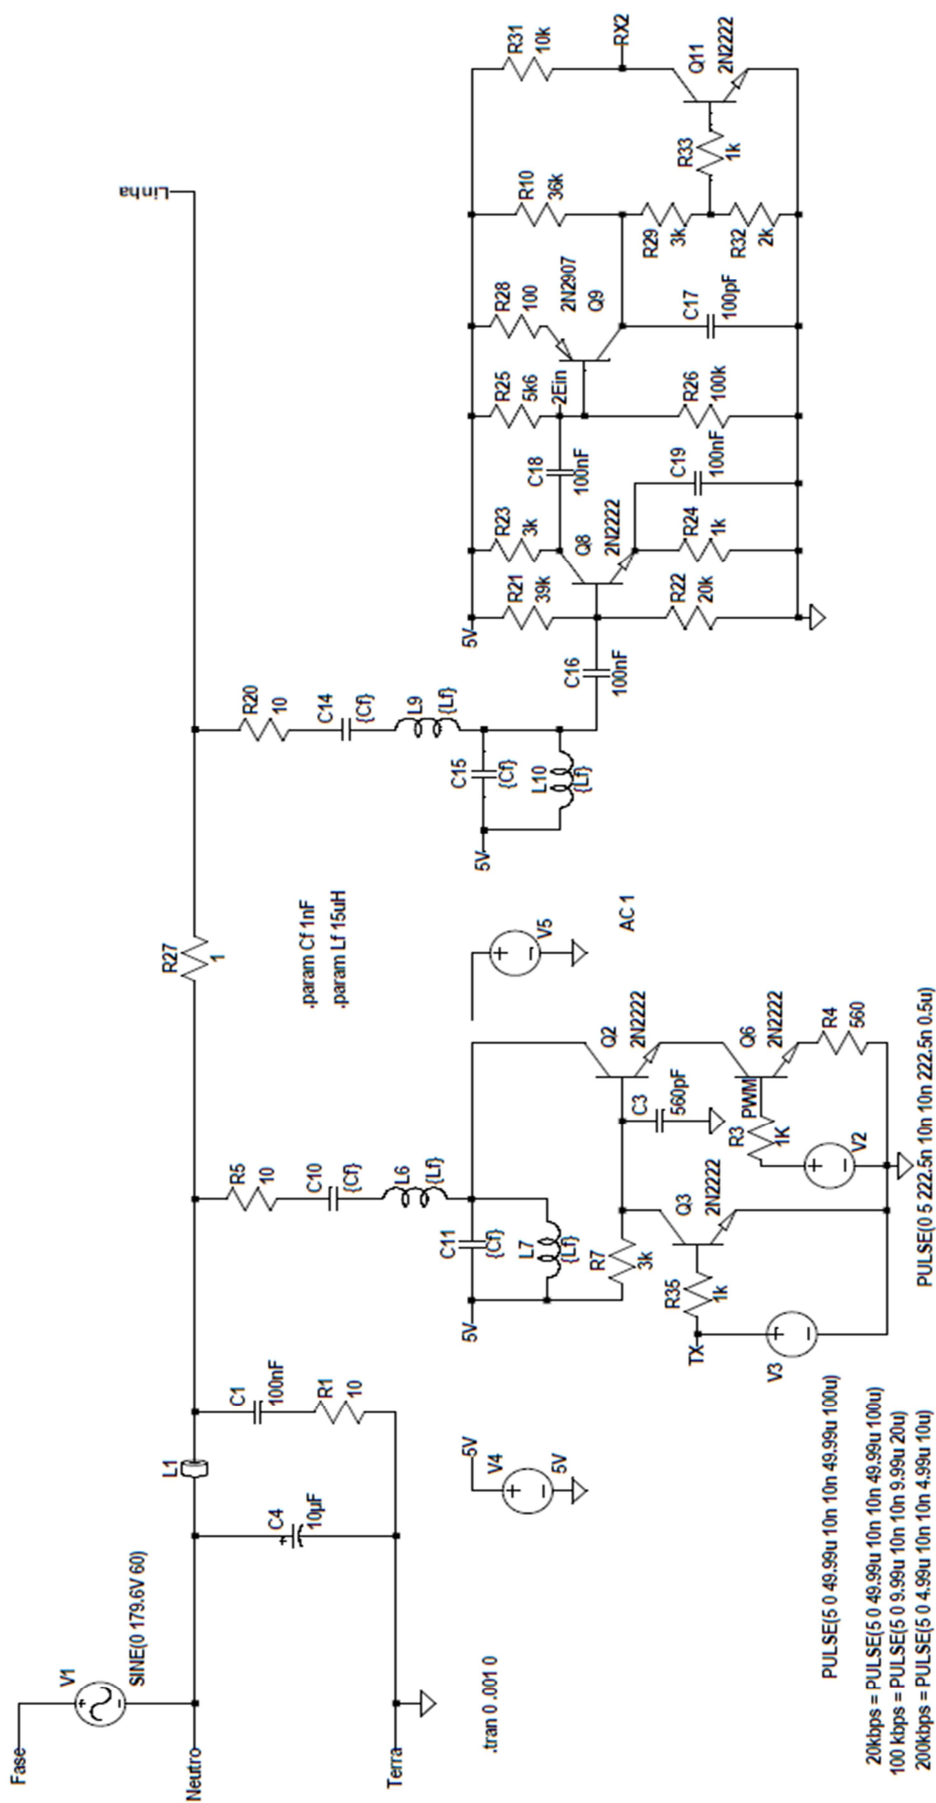 Fase
V1
SINE(0 179.6V 60)
Neutro
C4
10µF
Terra
.tran 0 .001 0
L1
C1
100nF
R1
10
5V
V4
5V
R5
10
C10
{Cf}
L6
{Lf}
5V
C11
{Cf}
L7
{Lf}
R7
3k
C3
560pF
Q2
2N2222
TX
R35
1k
Q3
2N2222
V3
PWM
R3
1K
V2
Q6
2N2222
R4
560
V5
AC 1
PULSE(0 5 222.5n 10n 10n 222.5n 0.5u)
PULSE(5 0 49.99u 10n 10n 49.99u 100u)
20kbps = PULSE(5 0 49.99u 10n 10n 49.99u 100u)
100 kbps = PULSE(5 0 9.99u 10n 10n 9.99u 20u)
200kbps = PULSE(5 0 4.99u 10n 10n 4.99u 10u)
R27
1
.param Cf 1nF
.param Lf 15uH
Linha
R20
10
C14
{Cf}
L9
{Lf}
5V
C15
{Cf}
L10
{Lf}
C16
100nF
5V
R21
39k
R22
20k
R23
3k
Q8
2N2222
R24
1k
C18
100nF
C19
100nF
R25
5k6
2Ein
R26
100k
R28
100
2N2907
Q9
C17
100pF
R10
36k
R29
3k
R32
2k
R33
1k
R31
10k
RX2
Q11
2N2222